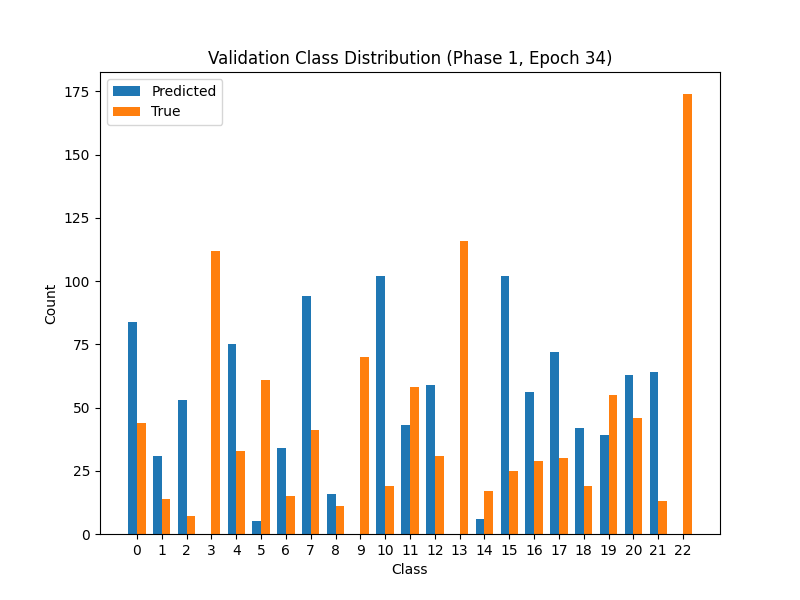 Validation Class Distribution (Phase 1, Epoch 34)
Predicted
True
175
150
125
100
75
50
25
0
Count
0 1 2 3 4 5 6 7 8 9 10 11 12 13 14 15 16 17 18 19 20 21 22
Class